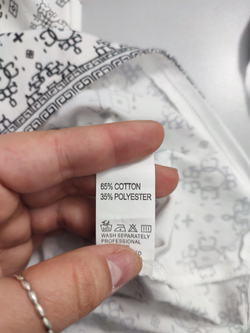 65% COTTON
35% POLYESTER
WASH SEPARATELY
PROFESSIONAL